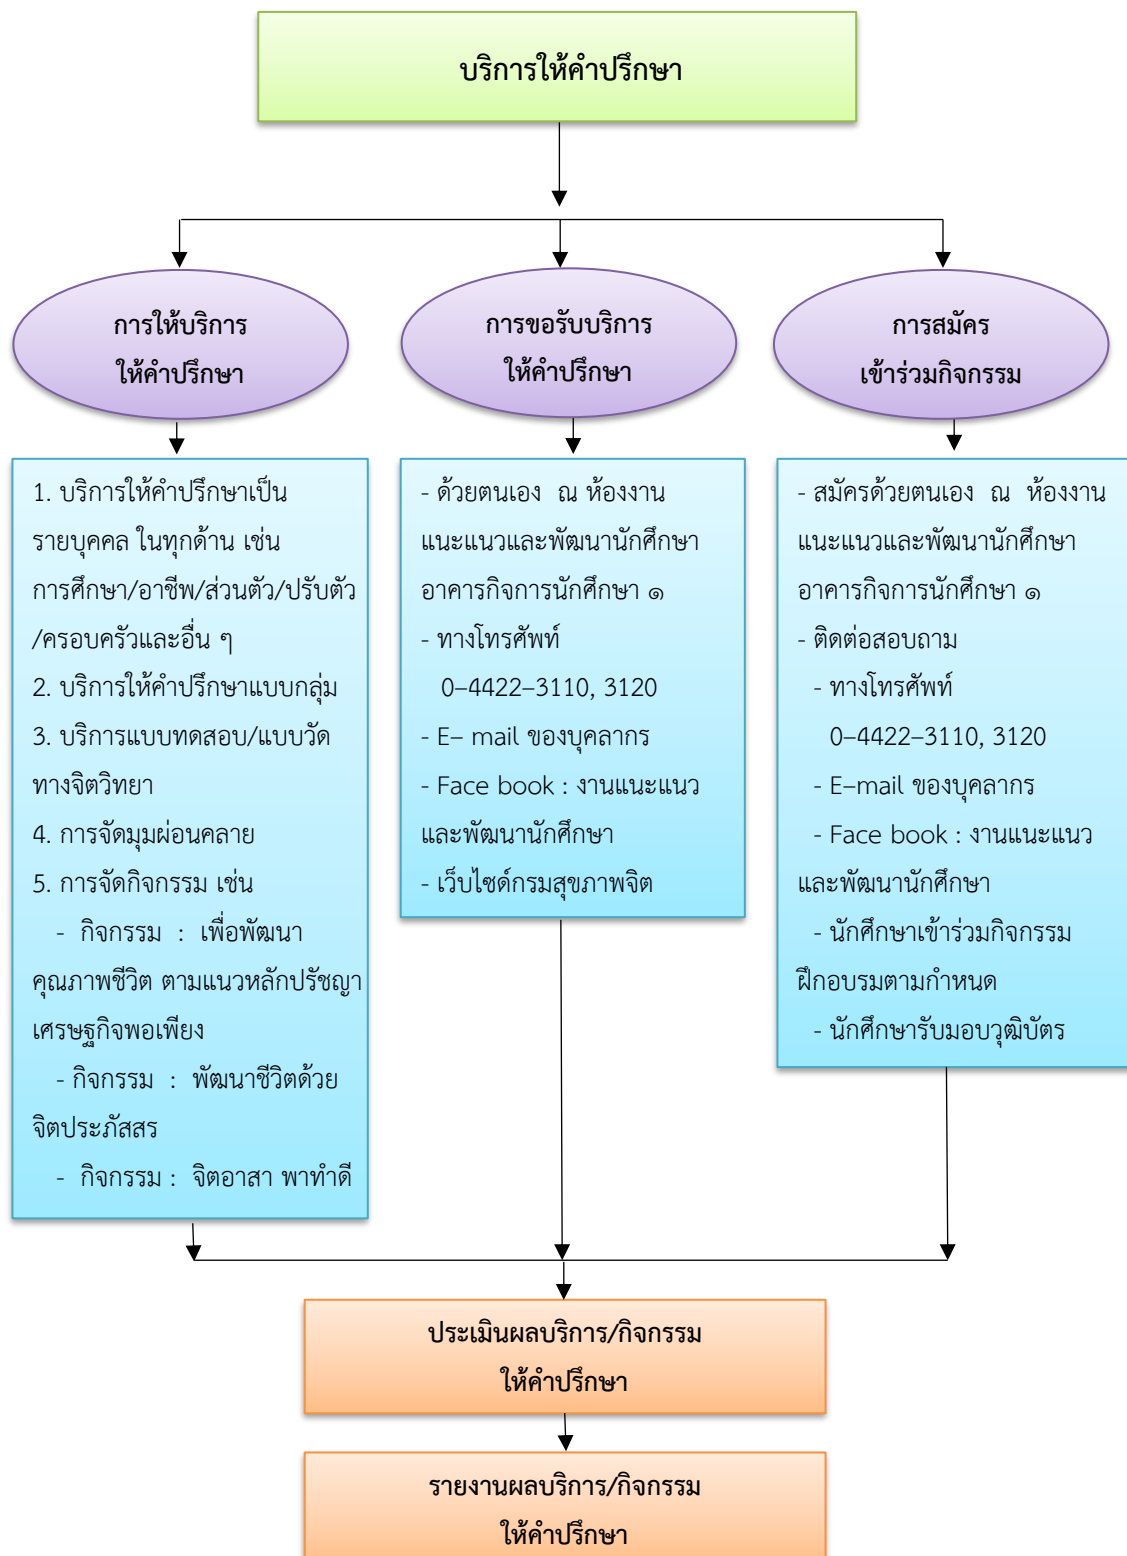 บริการให้คำปรึกษา
การให้บริการ
ให้คำปรึกษา
การขอรับบริการ
ให้คำปรึกษา
การสมัคร
เข้าร่วมกิจกรรม
1. บริการให้คำปรึกษาเป็น
รายบุคคล ในทุกด้าน เช่น
การศึกษา/อาชีพ/ส่วนตัว/ปรับตัว
/ครอบครัวและอื่น ๆ
2. บริการให้คำปรึกษาแบบกลุ่ม
3. บริการแบบทดสอบ/แบบวัด
ทางจิตวิทยา
4. การจัดมุมผ่อนคลาย
5. การจัดกิจกรรม เช่น
- กิจกรรม : เพื่อพัฒนา
คุณภาพชีวิต ตามแนวหลักปรัชญา
เศรษฐกิจพอเพียง
- กิจกรรม : พัฒนาชีวิตด้วย
จิตประภัสสร
- กิจกรรม : จิตอาสา พาทำดี
- ด้วยตนเอง ณ ห้องงาน
แนะแนวและพัฒนานักศึกษา
อาคารกิจการนักศึกษา ๑
- ทางโทรศัพท์
0–4422–3110, 3120
- E– mail ของบุคลากร
- Face book : งานแนะแนว
และพัฒนานักศึกษา
- เว็บไซด์กรมสุขภาพจิต
- สมัครด้วยตนเอง ณ ห้องงาน
แนะแนวและพัฒนานักศึกษา
อาคารกิจการนักศึกษา ๑
- ติดต่อสอบถาม
- ทางโทรศัพท์
0–4422–3110, 3120
- E–mail ของบุคลากร
- Face book : งานแนะแนว
และพัฒนานักศึกษา
- นักศึกษาเข้าร่วมกิจกรรม
ฝึกอบรมตามกำหนด
- นักศึกษารับมอบวุฒิบัตร
ประเมินผลบริการ/กิจกรรม
ให้คำปรึกษา
รายงานผลบริการ/กิจกรรม
ให้คำปรึกษา